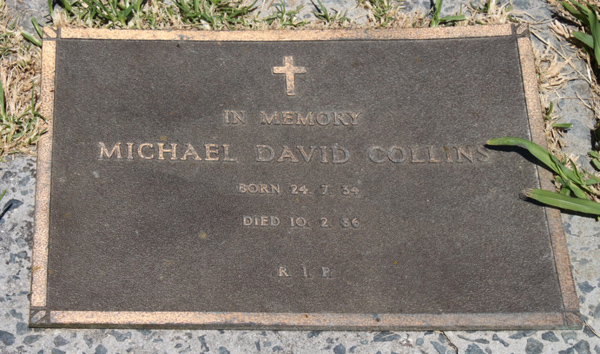 IN MEMORY
MICHAEL DAVID COLLINS
BORN 24. 7. 34
DIED 10. 2. 36
R. I. P.